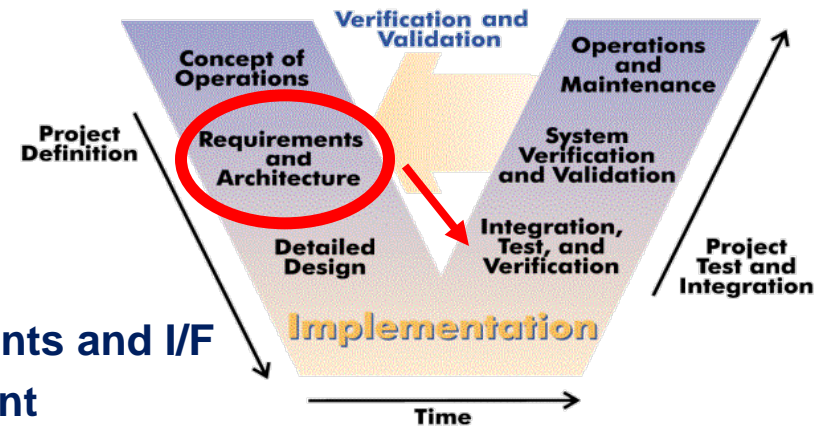 Verification and
Validation
Concept of
Operations
Operations
and
Maintenance
Project
Definition
Requirements
and
Architecture
System
Verification
and Validation
Detailed
Design
Integration,
Test, and
Verification
Project
Test and
Integration
Implementation
nts and I/F
nt
Time